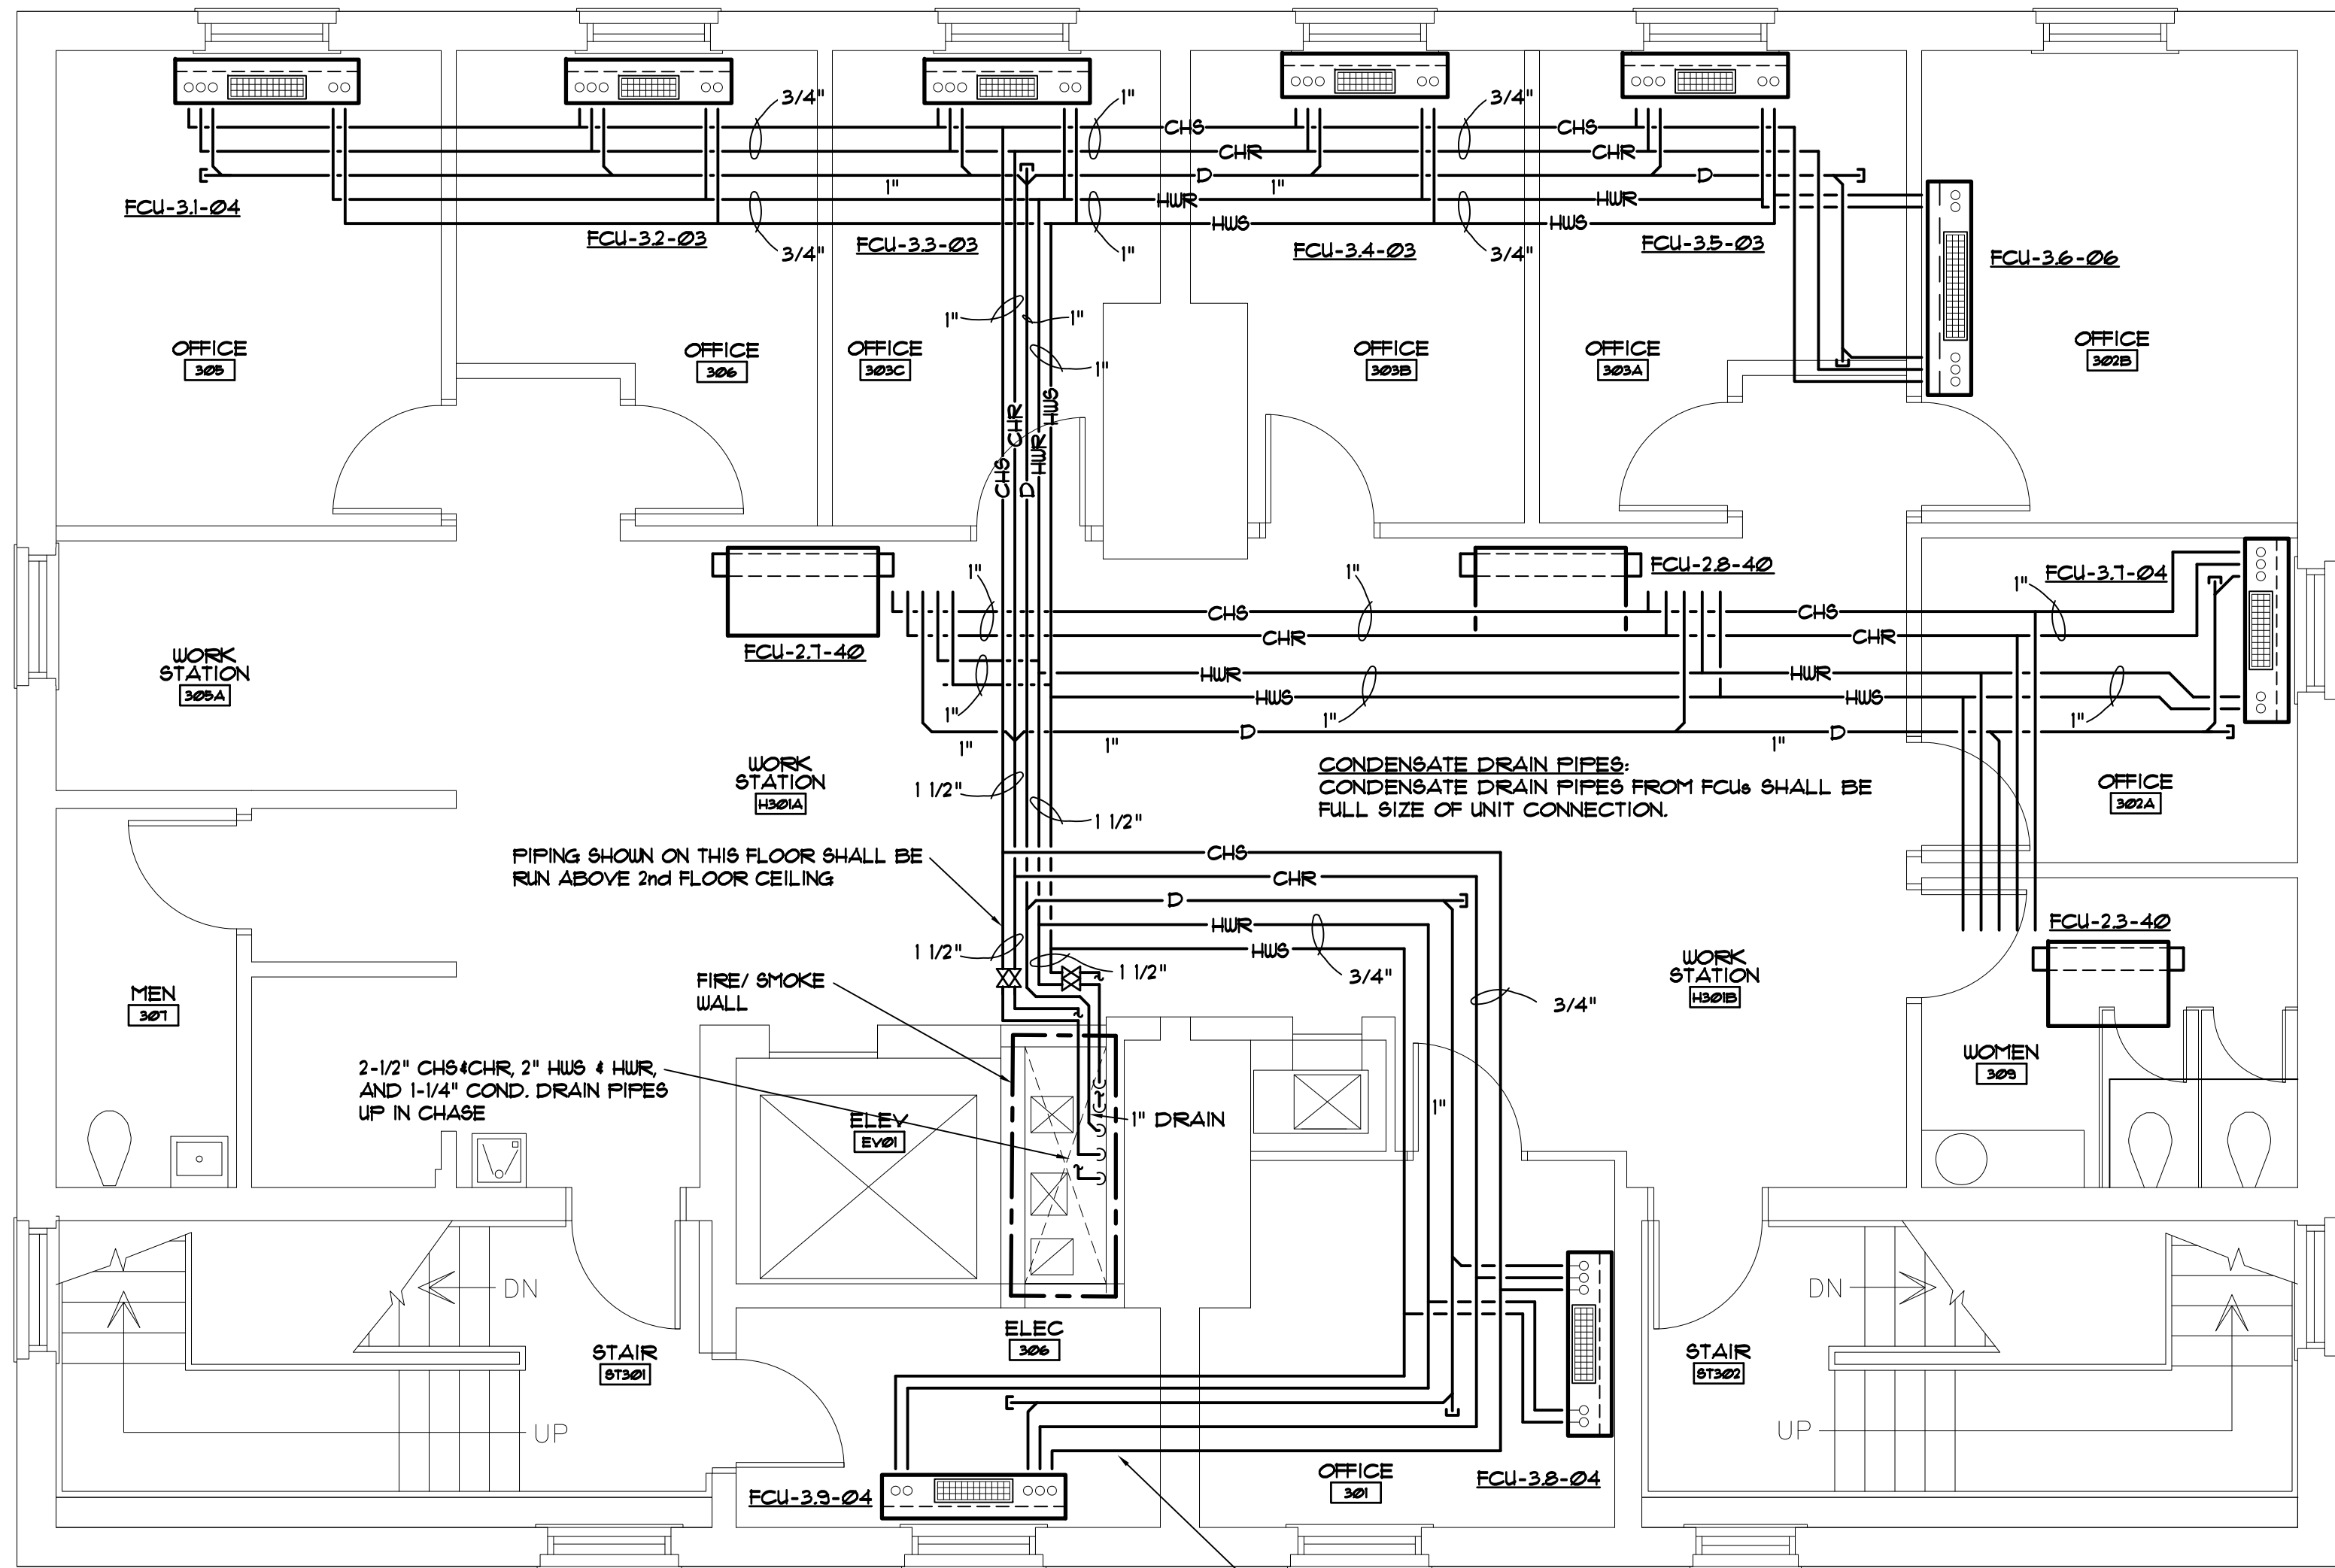 3/4"
1"
3/4"
CHS
CHS
CHR
CHR
D
D
1"
1"
HWR
HWR
HWS
HWS
FCU-3.1-Ø4
FCU-3.2-Ø3
3/4"
FCU-3.3-Ø3
1"
FCU-3.4-Ø3
3/4"
FCU-3.5-Ø3
FCU-3.6-Ø6
1"
1"
1"
OFFICE
305
OFFICE
306
OFFICE
303C
OFFICE
303B
OFFICE
303A
OFFICE
302B
CHS
CHR
D
HWR
HWS
1"
1"
FCU-2.8-40
FCU-3.7-Ø4
1"
CHS
CHS
CHR
CHR
FCU-2.7-40
WORK
STATION
305A
HWR
HWR
HWS
HWS
1"
1"
1"
D
D
1"
1"
1"
WORK
STATION
H301A
CONDENSATE DRAIN PIPES:
CONDENSATE DRAIN PIPES FROM FCUs SHALL BE
FULL SIZE OF UNIT CONNECTION.
OFFICE
302A
1 1/2"
1 1/2"
PIPING SHOWN ON THIS FLOOR SHALL BE
RUN ABOVE 2nd FLOOR CEILING
CHS
CHR
D
HWR
HWS
1 1/2"
1 1/2"
3/4"
3/4"
FCU-2.3-40
WORK
STATION
H301B
FIRE/ SMOKE
WALL
MEN
307
WOMEN
309
2-1/2" CHS&CHR, 2" HWS & HWR,
AND 1-1/4" COND. DRAIN PIPES
UP IN CHASE
ELEV
EV01
1" DRAIN
1"
DN
DN
ELEC
306
STAIR
ST301
STAIR
ST302
UP
UP
FCU-3.9-Ø4
OFFICE
301
FCU-3.8-Ø4